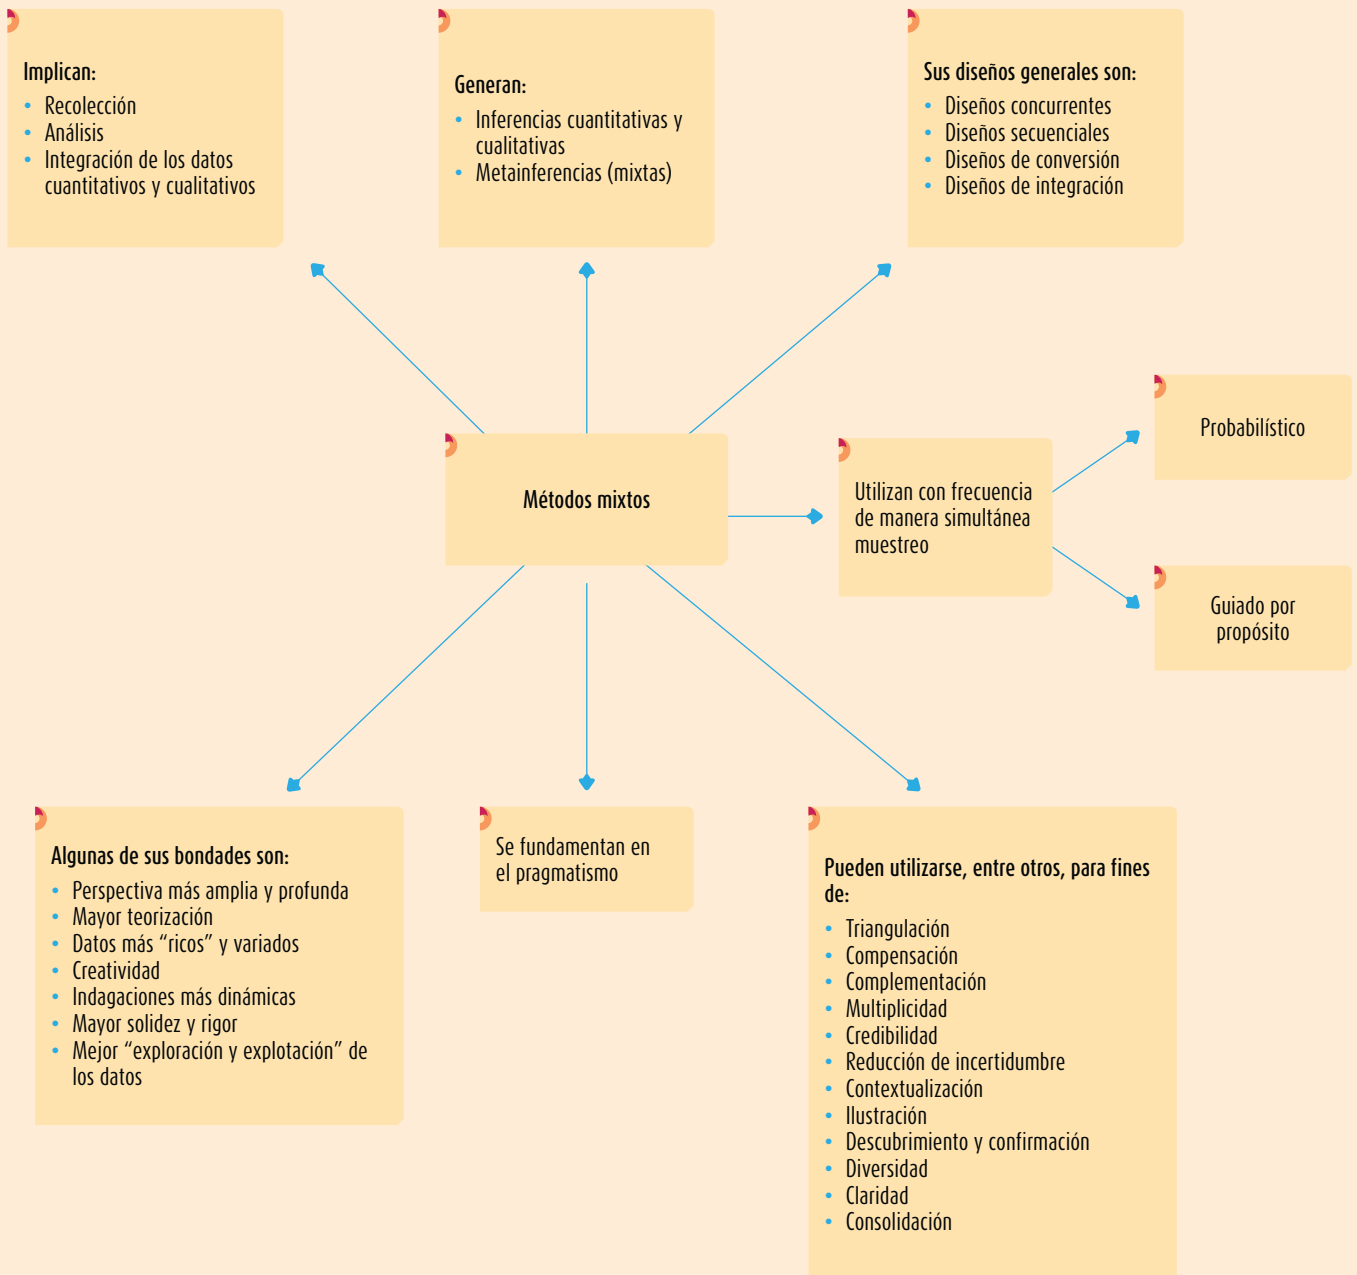 Implican:
• Recolección
• Análisis
• Integración de los datos
cuantitativos y cualitativos
Generan:
• Inferencias cuantitativas y
cualitativas
• Metainferencias (mixtas)
Sus diseños generales son:
• Diseños concurrentes
• Diseños secuenciales
• Diseños de conversión
• Diseños de integración
Métodos mixtos
Utilizan con frecuencia
de manera simultánea
muestreo
Probabilístico
Guiado por
propósito
Algunas de sus bondades son:
• Perspectiva más amplia y profunda
• Mayor teorización
• Datos más “ricos” y variados
• Creatividad
• Indagaciones más dinámicas
• Mayor solidez y rigor
• Mejor “exploración y explotación” de
los datos
Se fundamentan en
el pragmatismo
Pueden utilizarse, entre otros, para fines
de:
• Triangulación
• Compensación
• Complementación
• Multiplicidad
• Credibilidad
• Reducción de incertidumbre
• Contextualización
• Ilustración
• Descubrimiento y confirmación
• Diversidad
• Claridad
• Consolidación